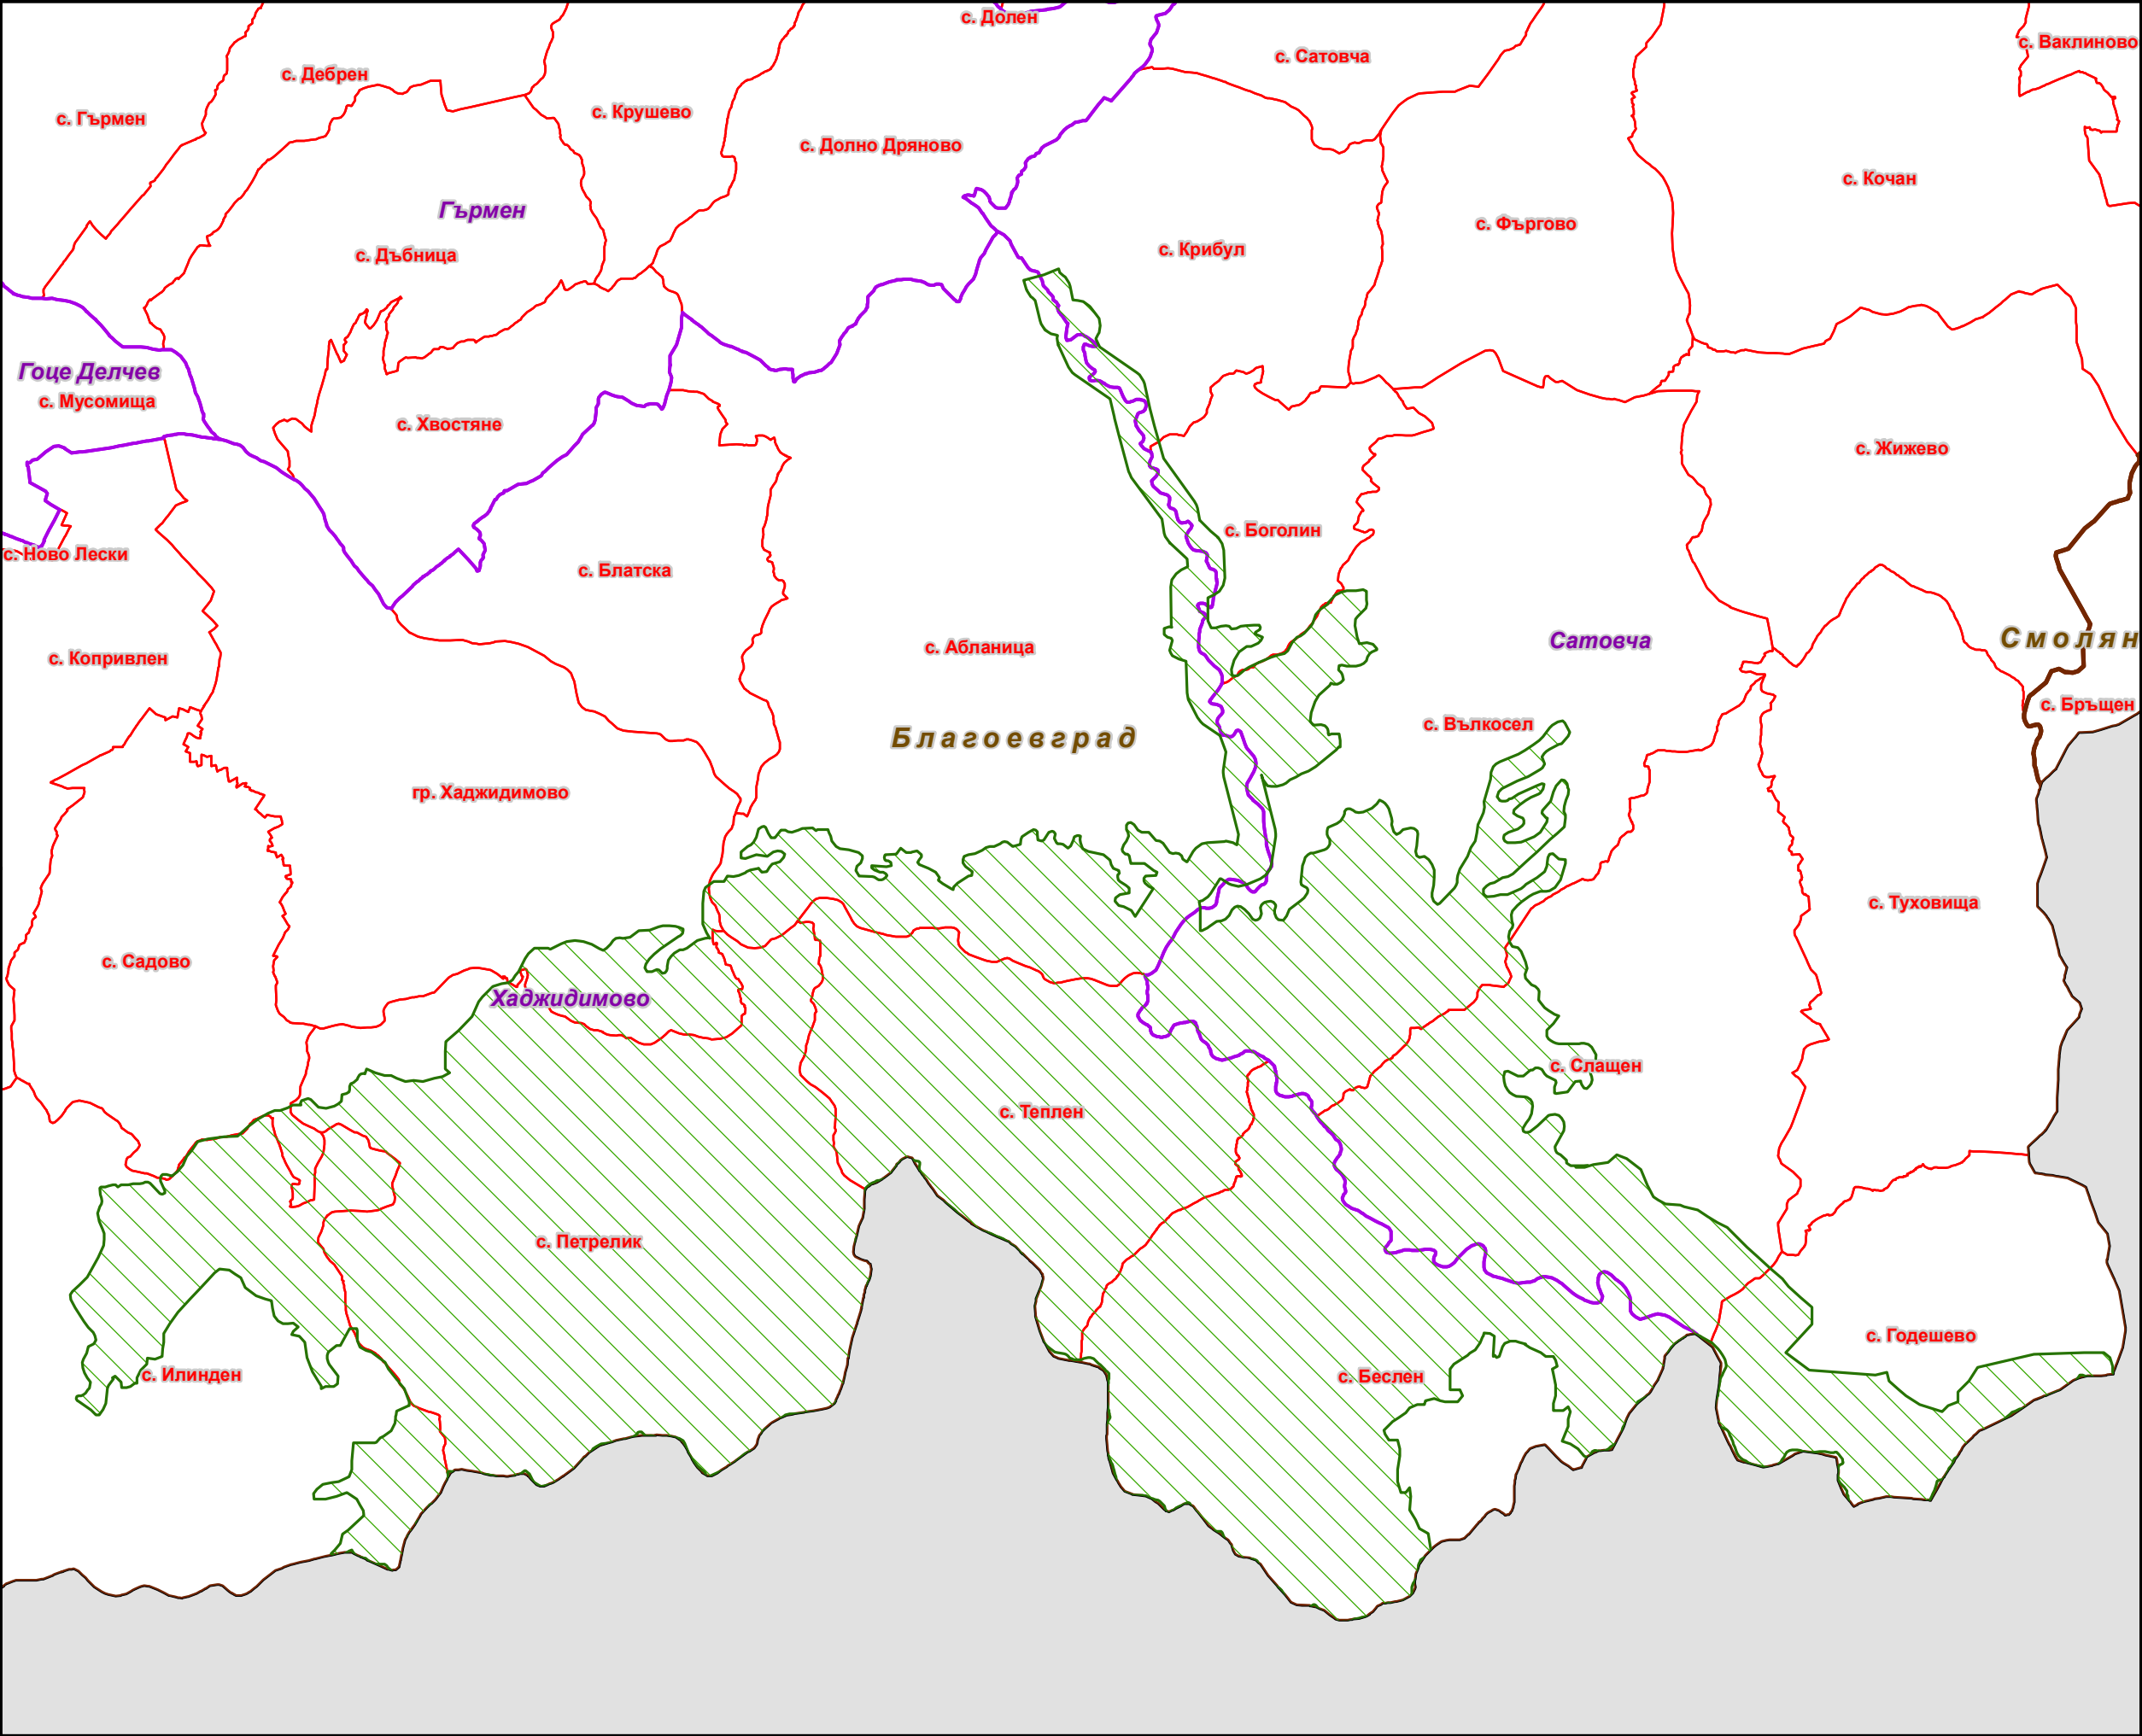 с. Долен
с. Ваклиново
с. Сатовча
с. Дебрен
с. Крушево
с. Гърмен
с. Долно Дряново
с. Кочан
Гърмен
с. Фъргово
с. Крибул
с. Дъбница
Гоце Делчев
с. Мусомища
с. Хвостяне
с. Жижево
с. Боголин
с. Ново Лески
с. Блатска
Сатовча
Смолян
с. Абланица
с. Копривлен
с. Бръщен
с. Вълкосел
Благоевград
гр. Хаджидимово
с. Туховища
с. Садово
Хаджидимово
с. Слащен
с. Теплен
с. Петрелик
с. Годешево
с. Илинден
с. Беслен